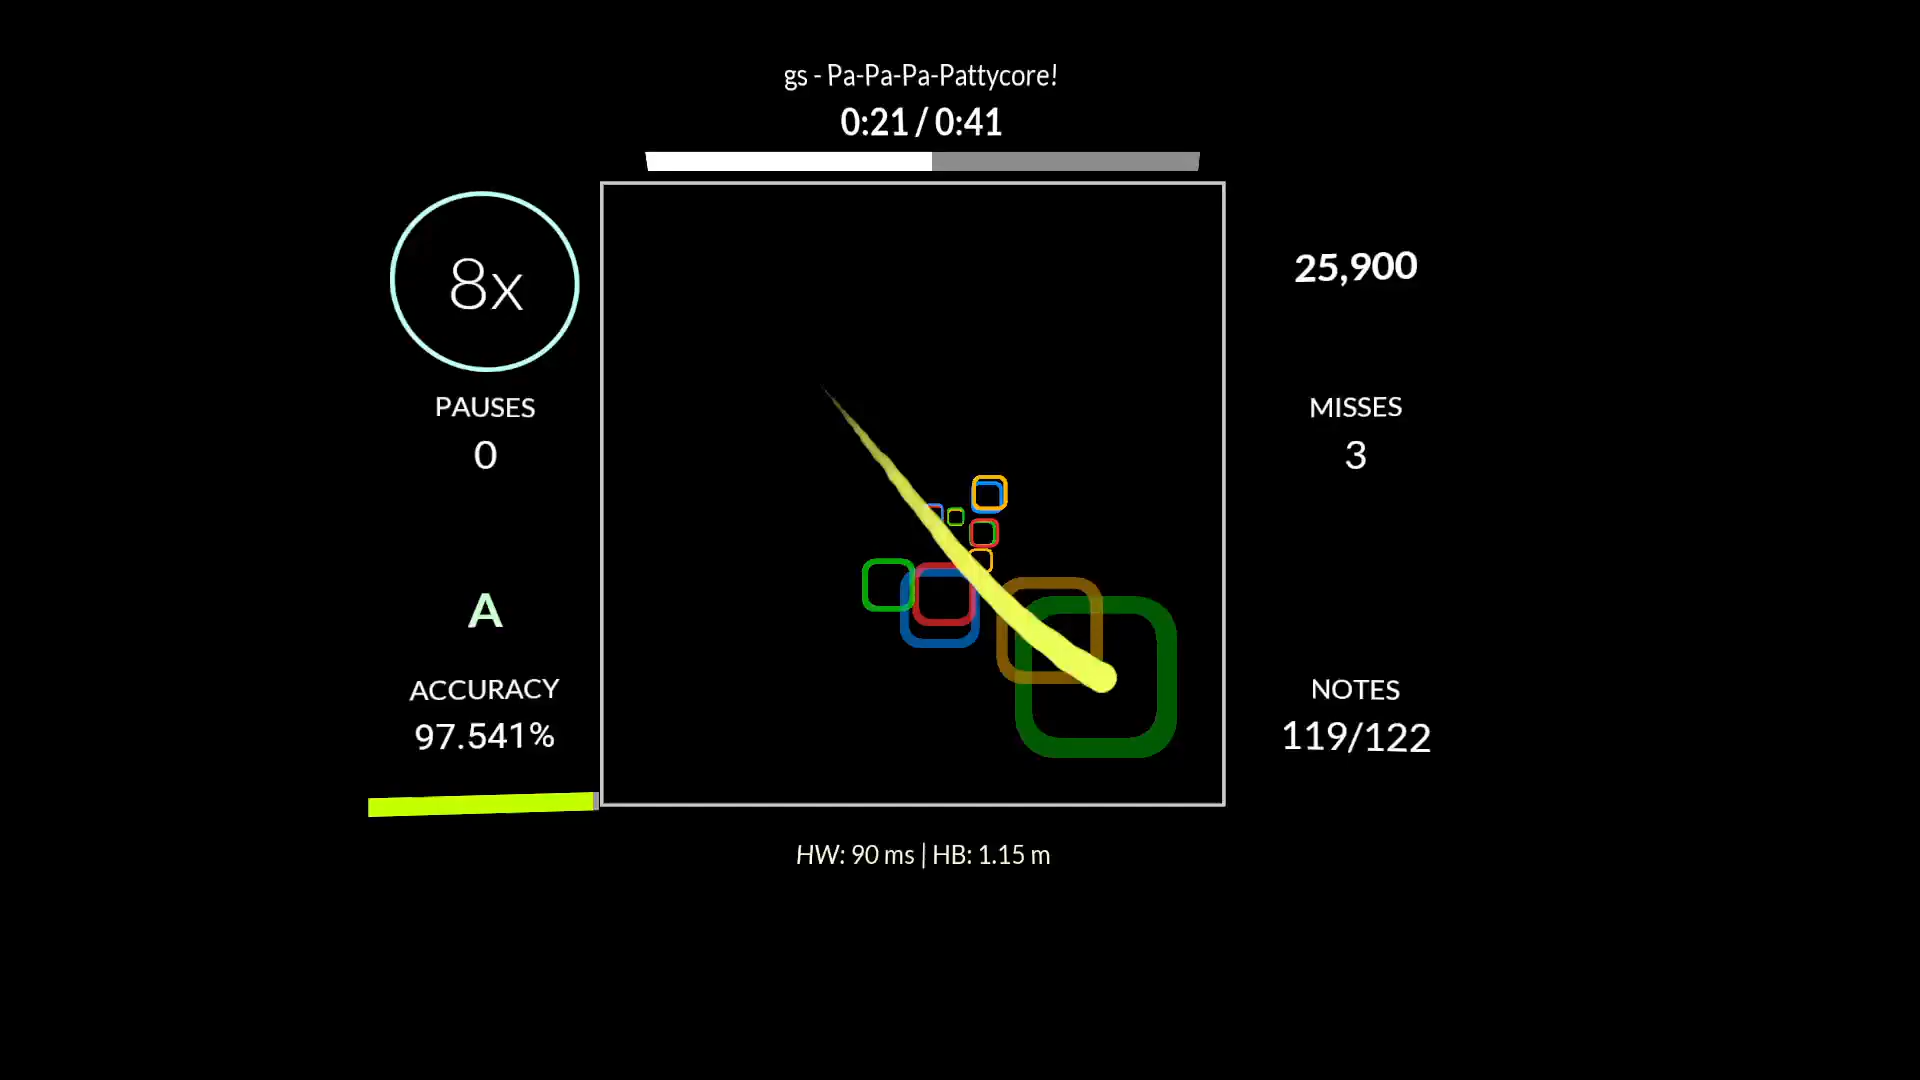 gs - Pa-Pa-Pa-Pattycore!
0:21 / 0:41
8x
25,900
PAUSES
0
MISSES
3
A
ACCURACY
97.541%
NOTES
119/122
HW: 90 ms | HB: 1.15 m